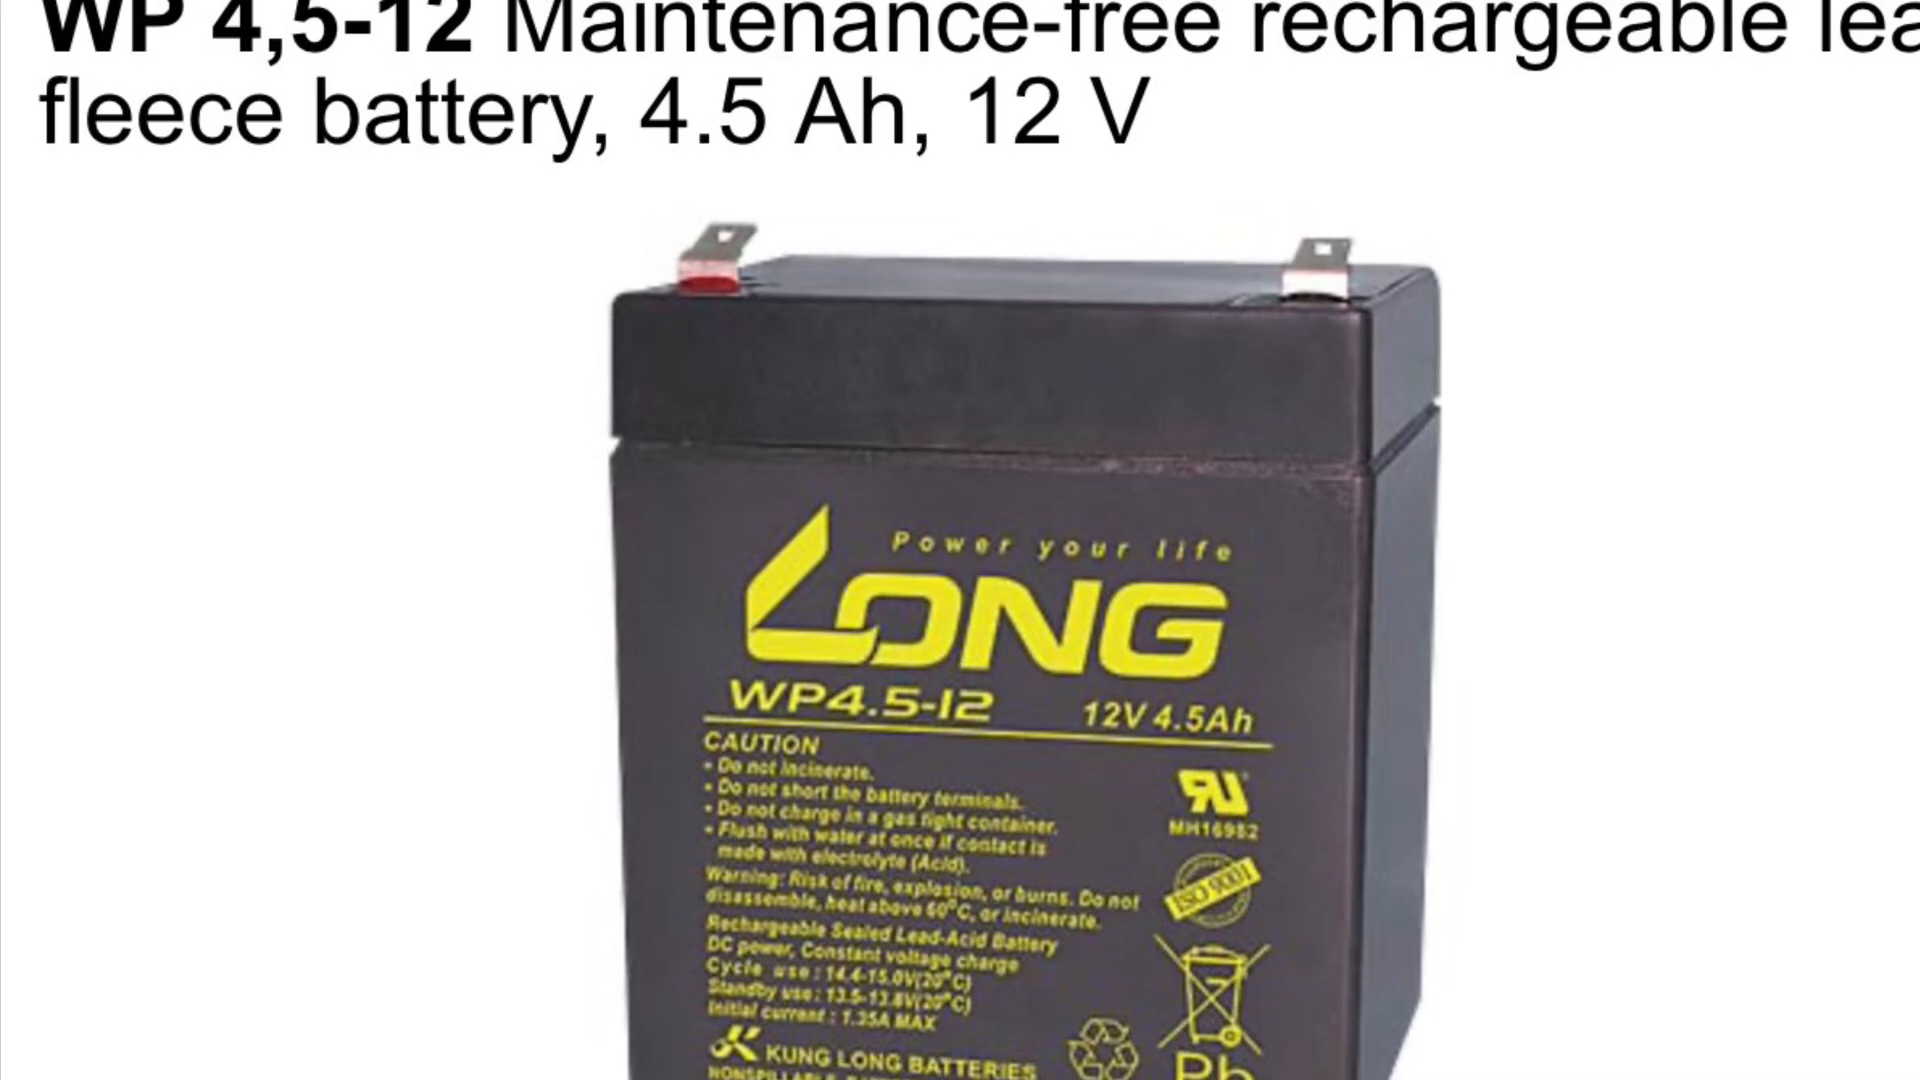 WP 4,5-12 Maintenance-free rechargeable lea
fleece battery, 4.5 Ah, 12 V
Power your life
LONG
WP4.5-12 12V 4.5Ah
CAUTION
• Do not incinerate.
• Do not short the battery terminals.
• Do not charge in a gas tight container.
• Flush with water at once if contact is
made with electrolyte (Acid).
Warning: Risk of fire, explosion, or burns. Do not
disassemble, heat above 60°C, or incinerate.
Rechargeable Sealed Lead-Acid Battery
DC power, Constant voltage charge
Cycle use : 14.4-15.0V(20°C)
Standby use : 13.5-13.8V(20°C)
Initial current : 1.35A MAX
MH16982
ISO 9001
KUNG LONG BATTERIES
Pb